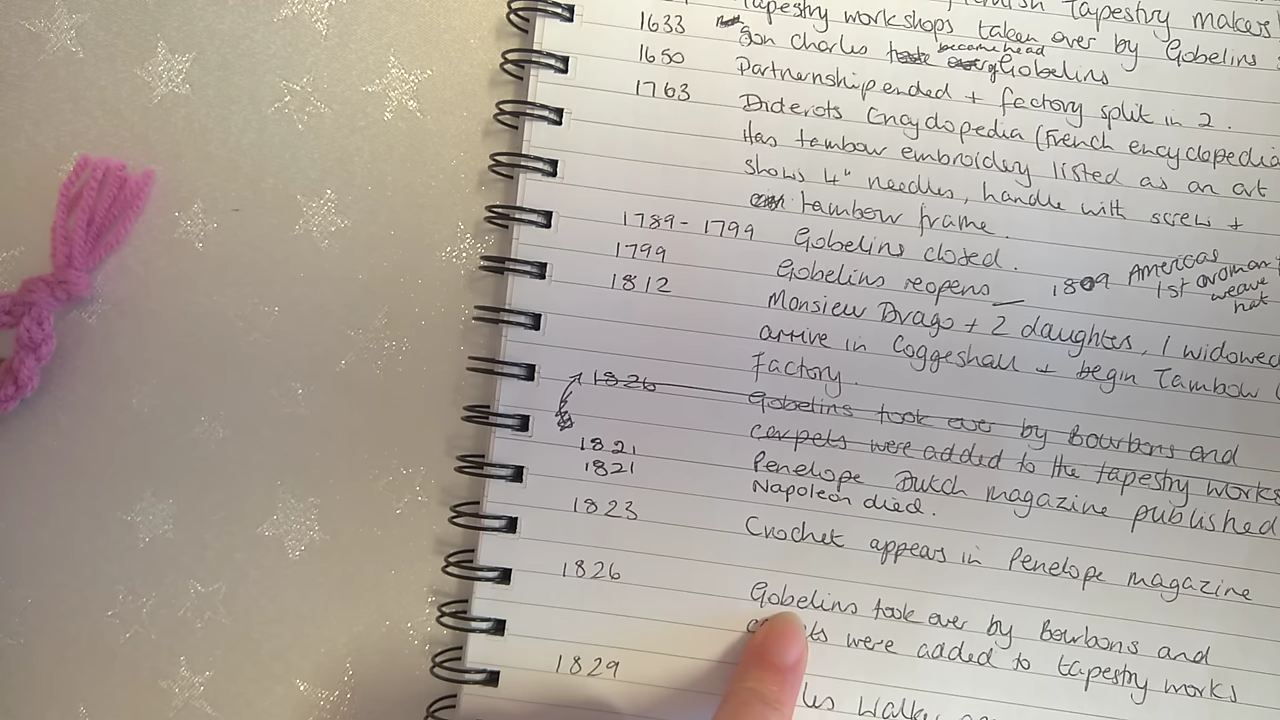 Tapestry makers
1633 Tapestry workshops taken over by Gobelins
1650 Son Charles became head of Gobelins
1763 Partnership ended + factory split in 2.
Diderots Encyclopedia (French encyclopedia
Has tambour embroidery listed as an art
shows 4" needles, handle with screw +
tambour frame.
1789 - 1799 Gobelins closed.
1799 Gobelins reopens 1809 Americas
1st woman
weave
hat
1812 Monsieur Drago + 2 daughters, 1 widowed
arrive in Coggeshall + begin Tambour
Factory.
1826 Gobelins took over by Bourbons and
carpets were added to the tapestry works
1821 Penelope Dutch magazine published
1821 Napoleon died.
1823 Crochet appears in Penelope magazine
1826 Gobelins took over by Bourbons and
were added to tapestry works
1829